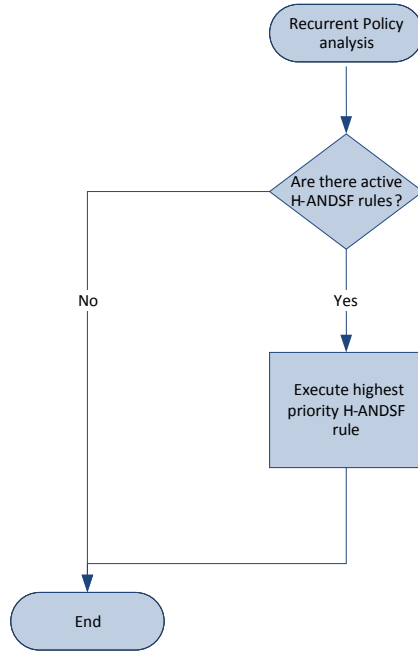 Recurrent Policy
analysis
Are there active
H-ANDSF rules?
No
Yes
Execute highest
priority H-ANDSF
rule
End